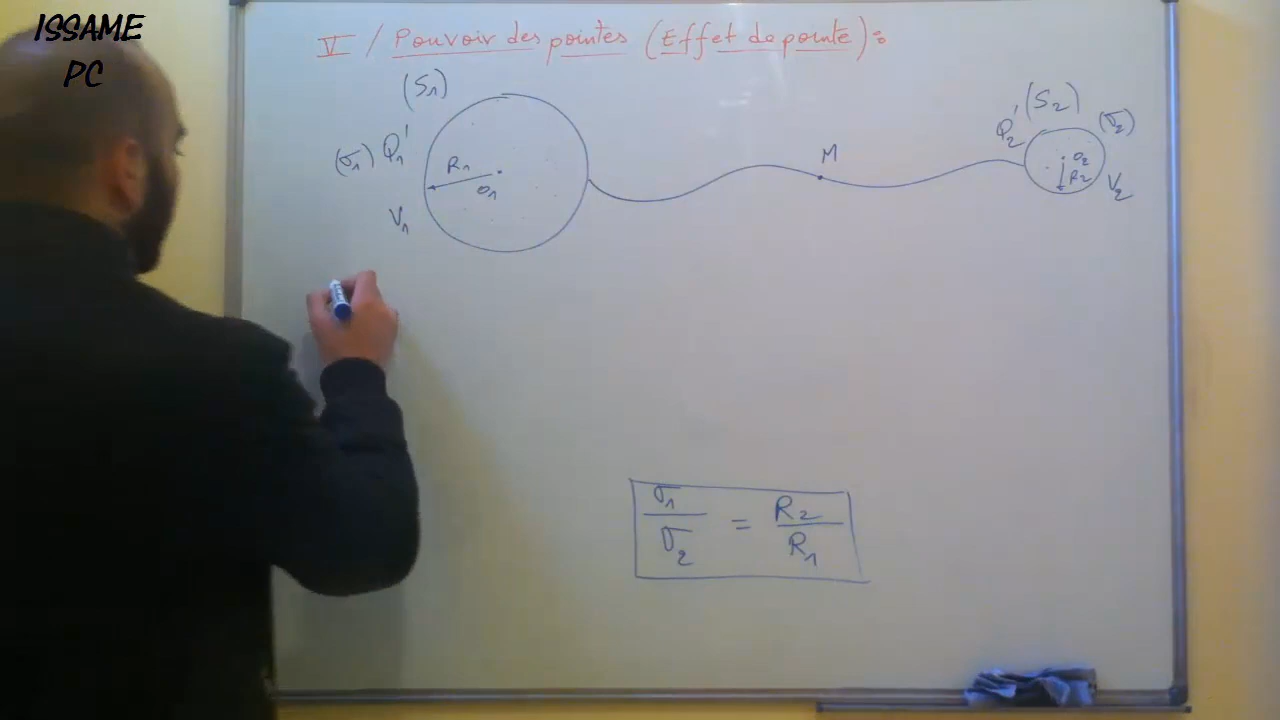 ISSAME
PC
V / Pouvoir des pointes (Effet de pointe) :
(S₁)
(σ₁) Q₁'
R₁
O₁
V₁
M
(S₂)
Q₂'
(σ₂)
O₂
R₂
V₂
σ₁/σ₂ = R₂/R₁